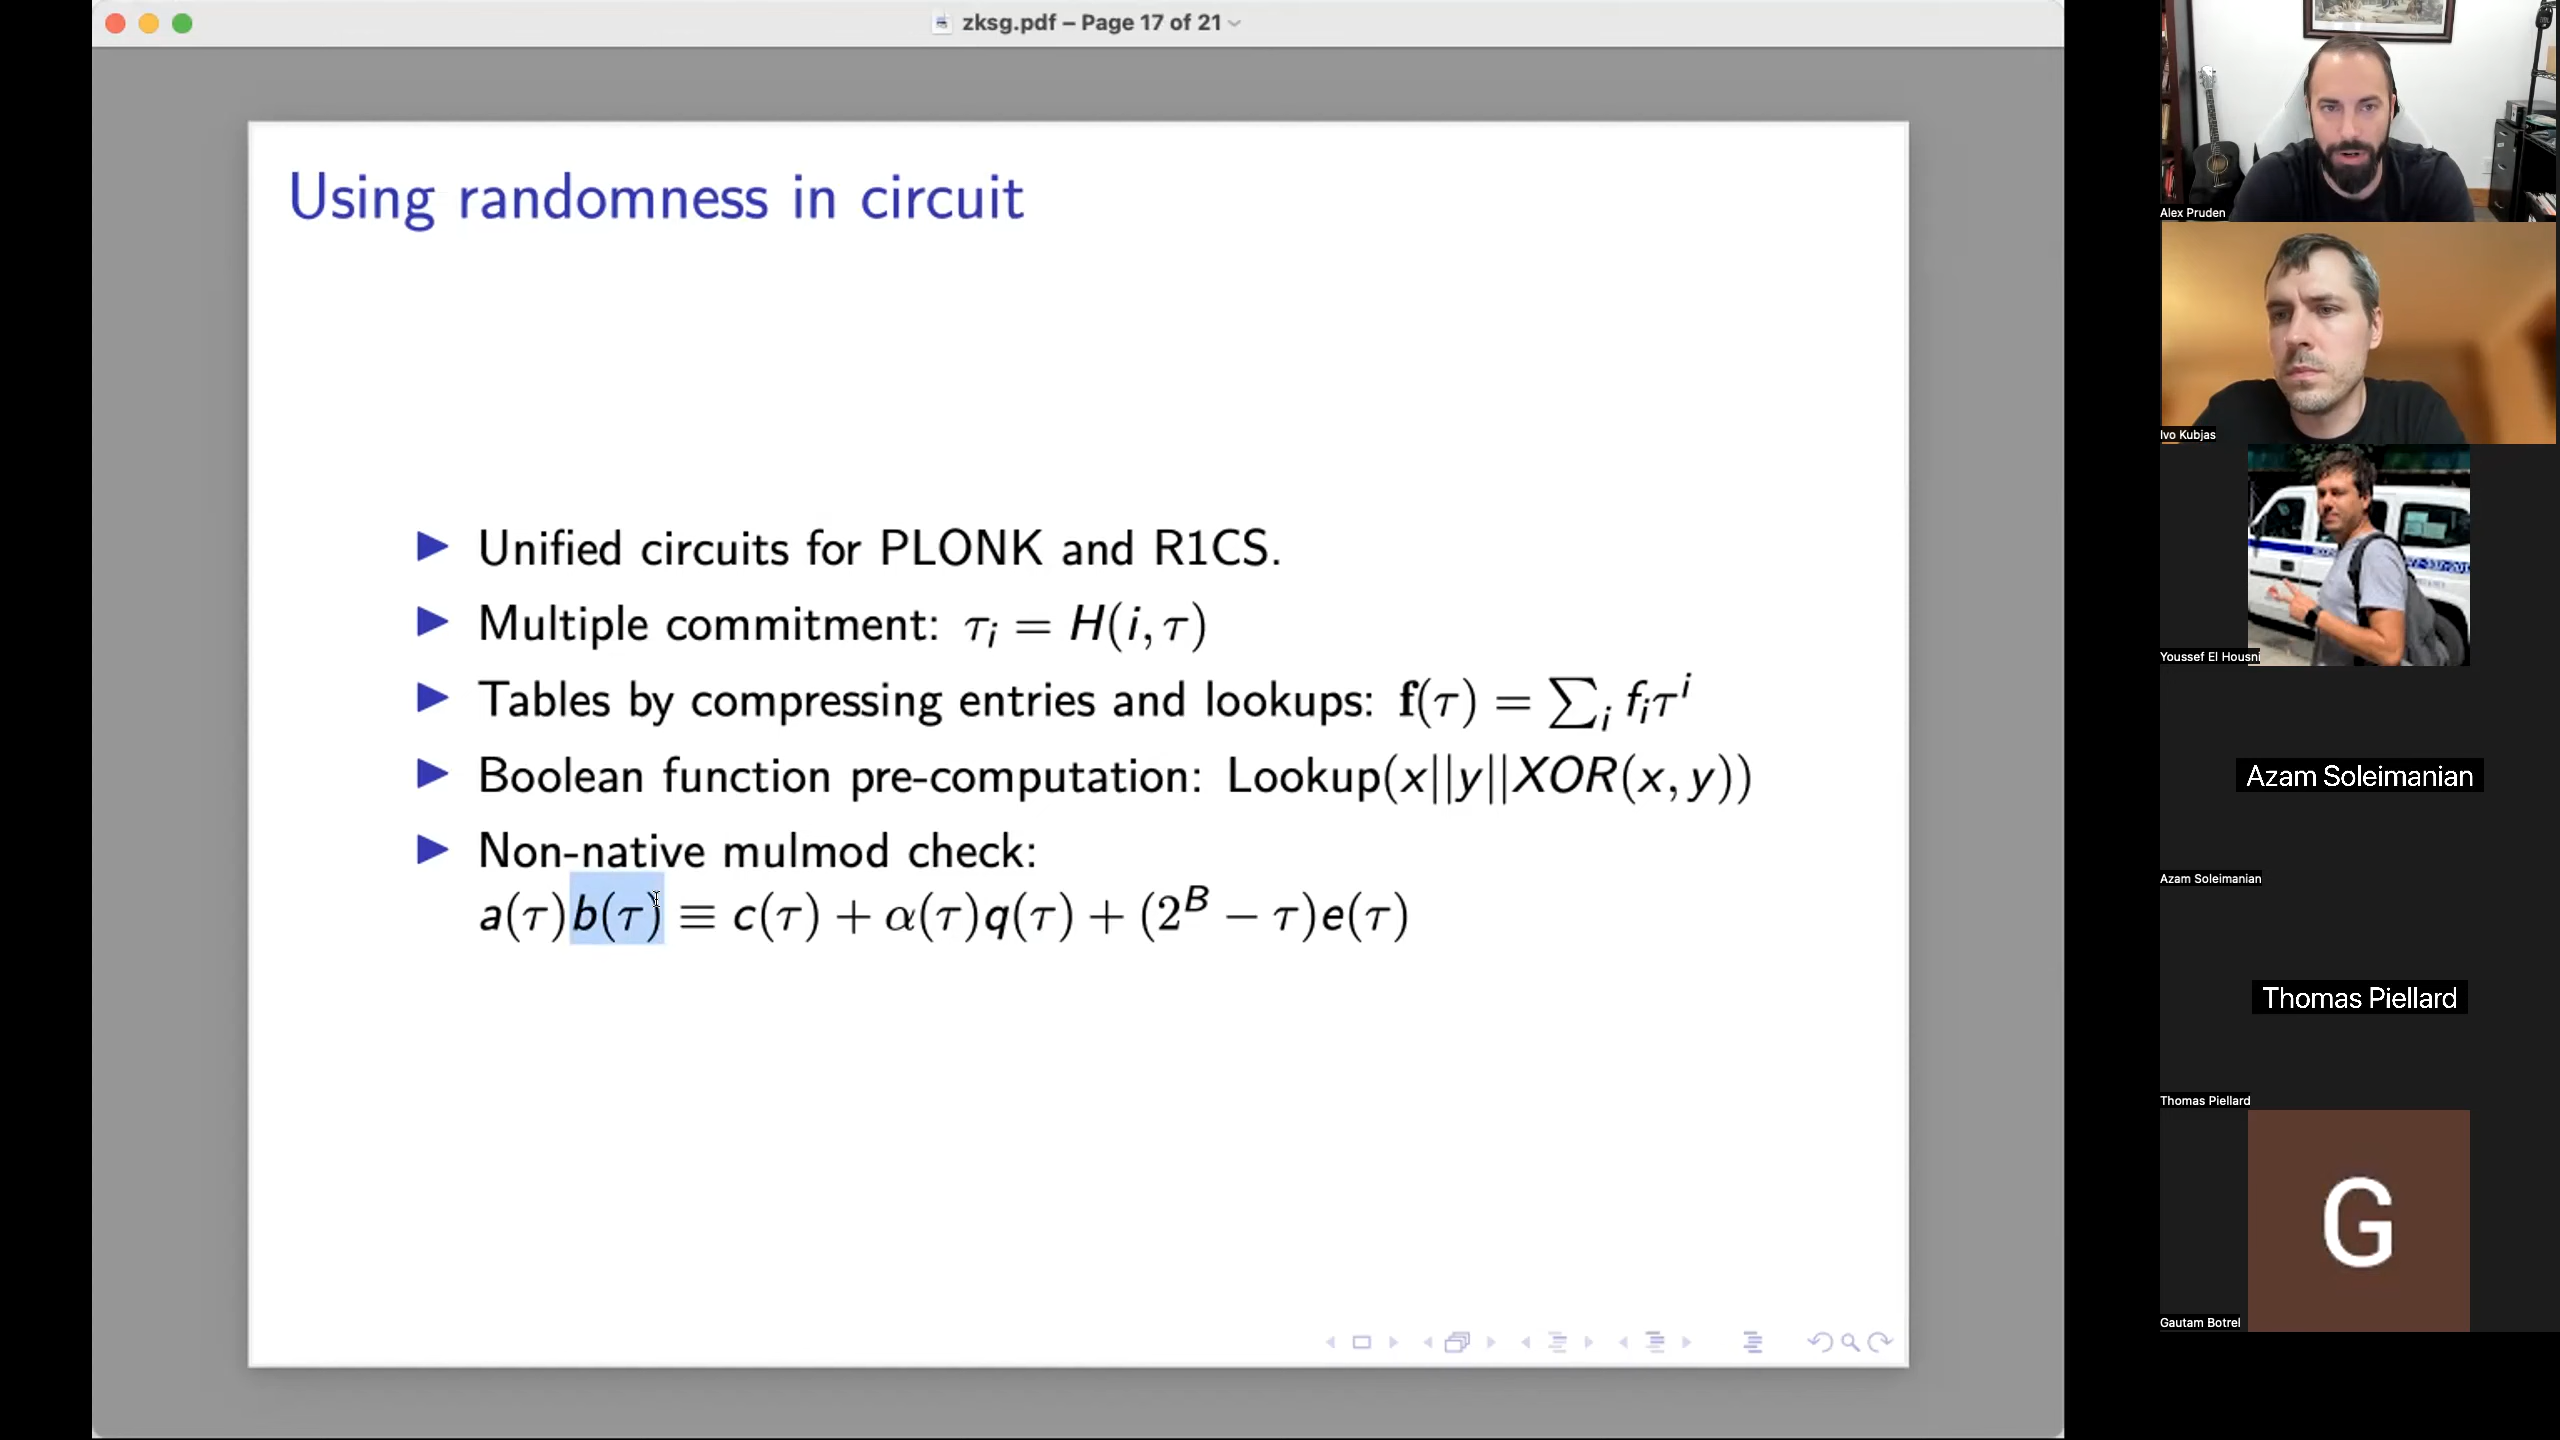 zksg.pdf – Page 17 of 21
Using randomness in circuit
Unified circuits for PLONK and R1CS.
Multiple commitment: τᵢ = H(i, τ)
Tables by compressing entries and lookups: f(τ) = ∑ᵢ fᵢτⁱ
Boolean function pre-computation: Lookup(x||y||XOR(x, y))
Non-native mulmod check:
a(τ)b(τ) ≡ c(τ) + α(τ)q(τ) + (2ᴮ − τ)e(τ)
Alex Pruden
Ivo Kubjas
Youssef El Housni
Azam Soleimanian
Azam Soleimanian
Thomas Piellard
Thomas Piellard
G
Gautam Botrel